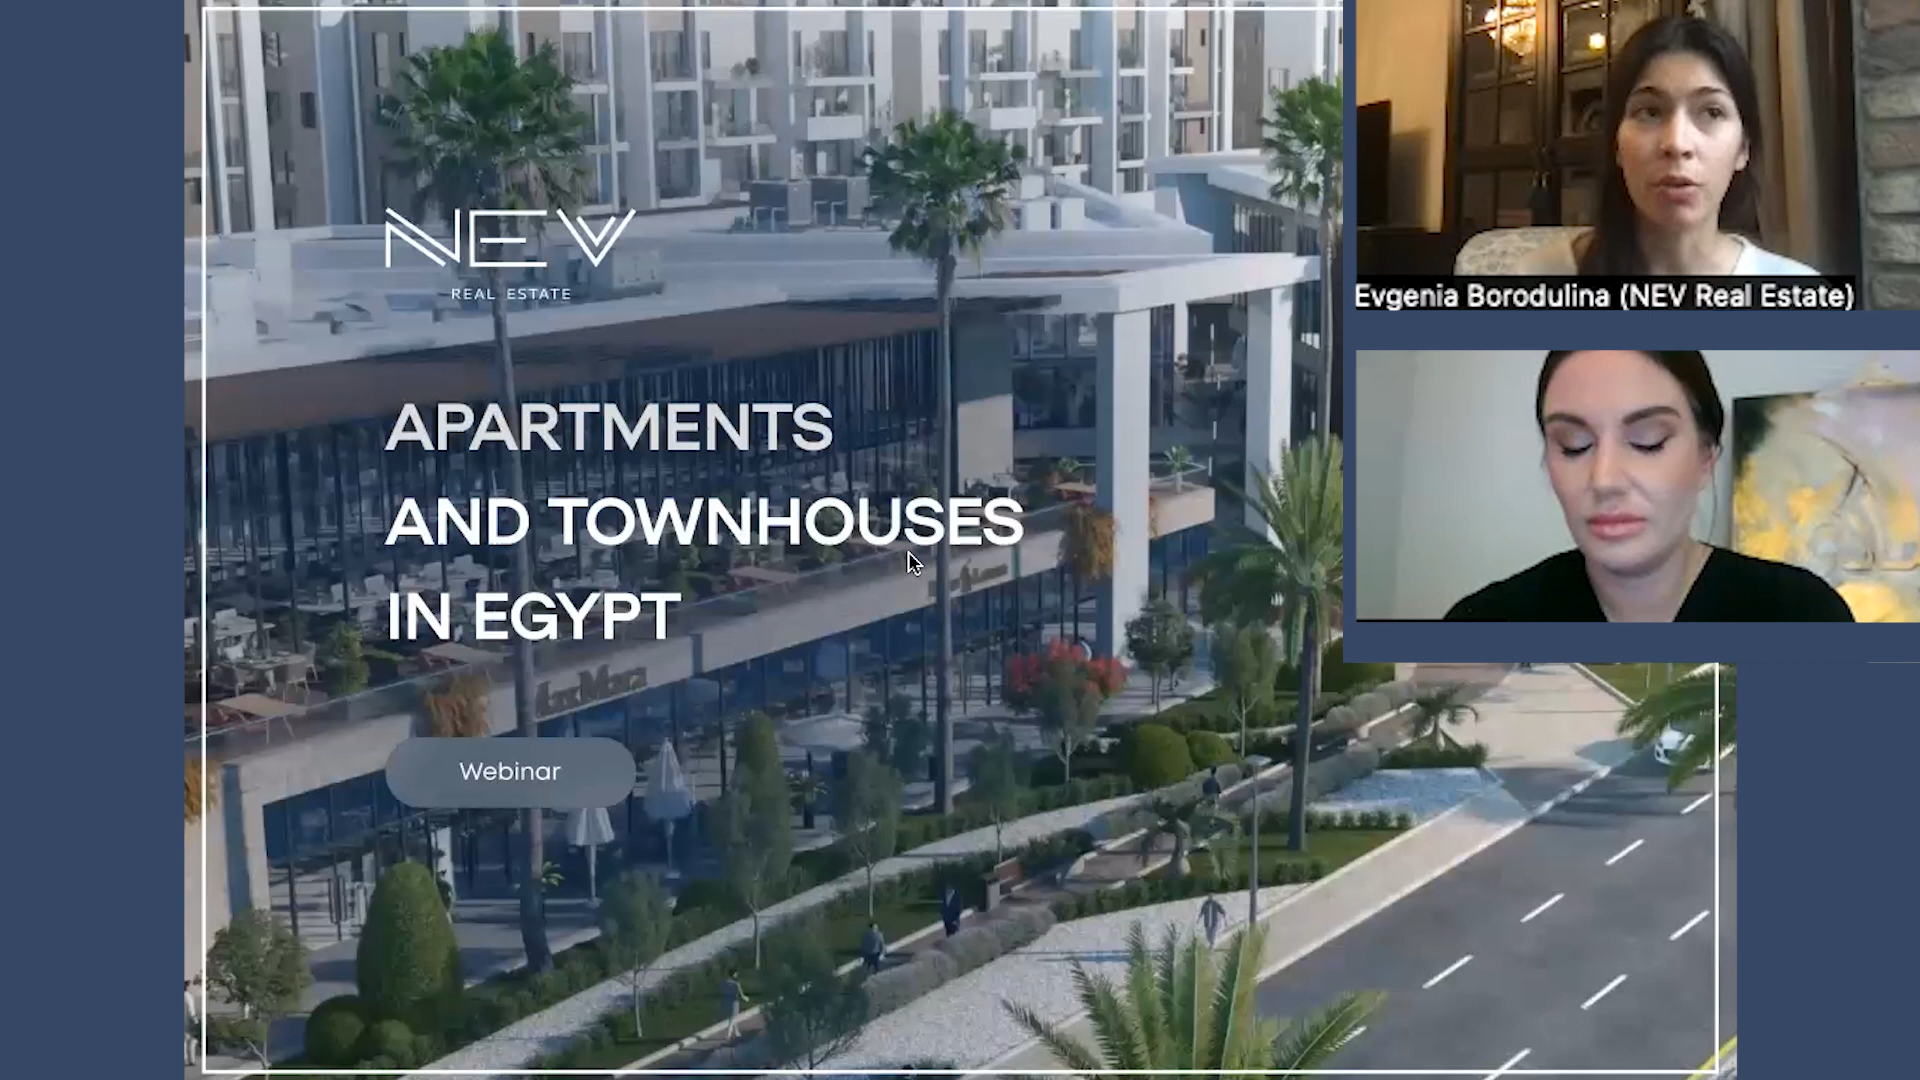 NEV
REAL ESTATE
APARTMENTS
AND TOWNHOUSES
IN EGYPT
Webinar
Evgenia Borodulina (NEV Real Estate)